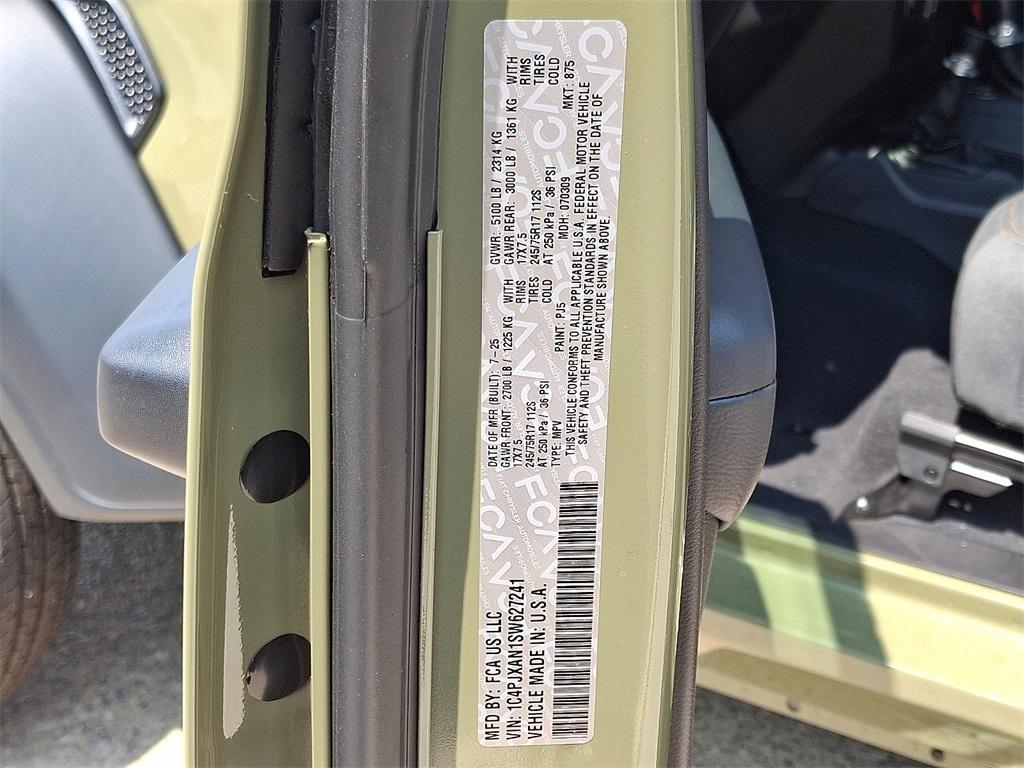 MFD BY: FCA US LLC
VIN: 1C4PJXAN1SW627241
VEHICLE MADE IN: U.S.A.
DATE OF MFR (BUILT): 7-25 GVWR: 5100 LB / 2314 KG
GAWR FRONT: 2700 LB / 1225 KG WITH GAWR REAR: 3000 LB / 1361 KG WITH
17X7.5 RIMS 17X7.5 RIMS
245/75R17 112S TIRES 245/75R17 112S TIRES
AT 250 kPa / 36 PSI COLD AT 250 kPa / 36 PSI COLD
TYPE: MPV PAINT: PJ5 MDH: 070309 MKT: 875
THIS VEHICLE CONFORMS TO ALL APPLICABLE U.S.A. FEDERAL MOTOR VEHICLE
SAFETY AND THEFT PREVENTION STANDARDS IN EFFECT ON THE DATE OF
MANUFACTURE SHOWN ABOVE.